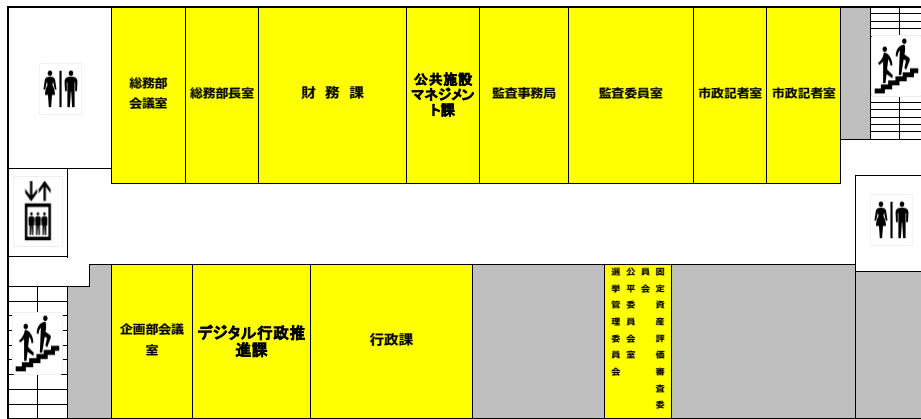 総務部
会議室
総務部長室
財務課
公共施設
マネジメン
ト課
監査事務局
監査委員室
市政記者室
市政記者室
企画部会議
室
デジタル行政推
進課
行政課
固定資産評価審査委
員会
公平委員会室
選挙管理委員会